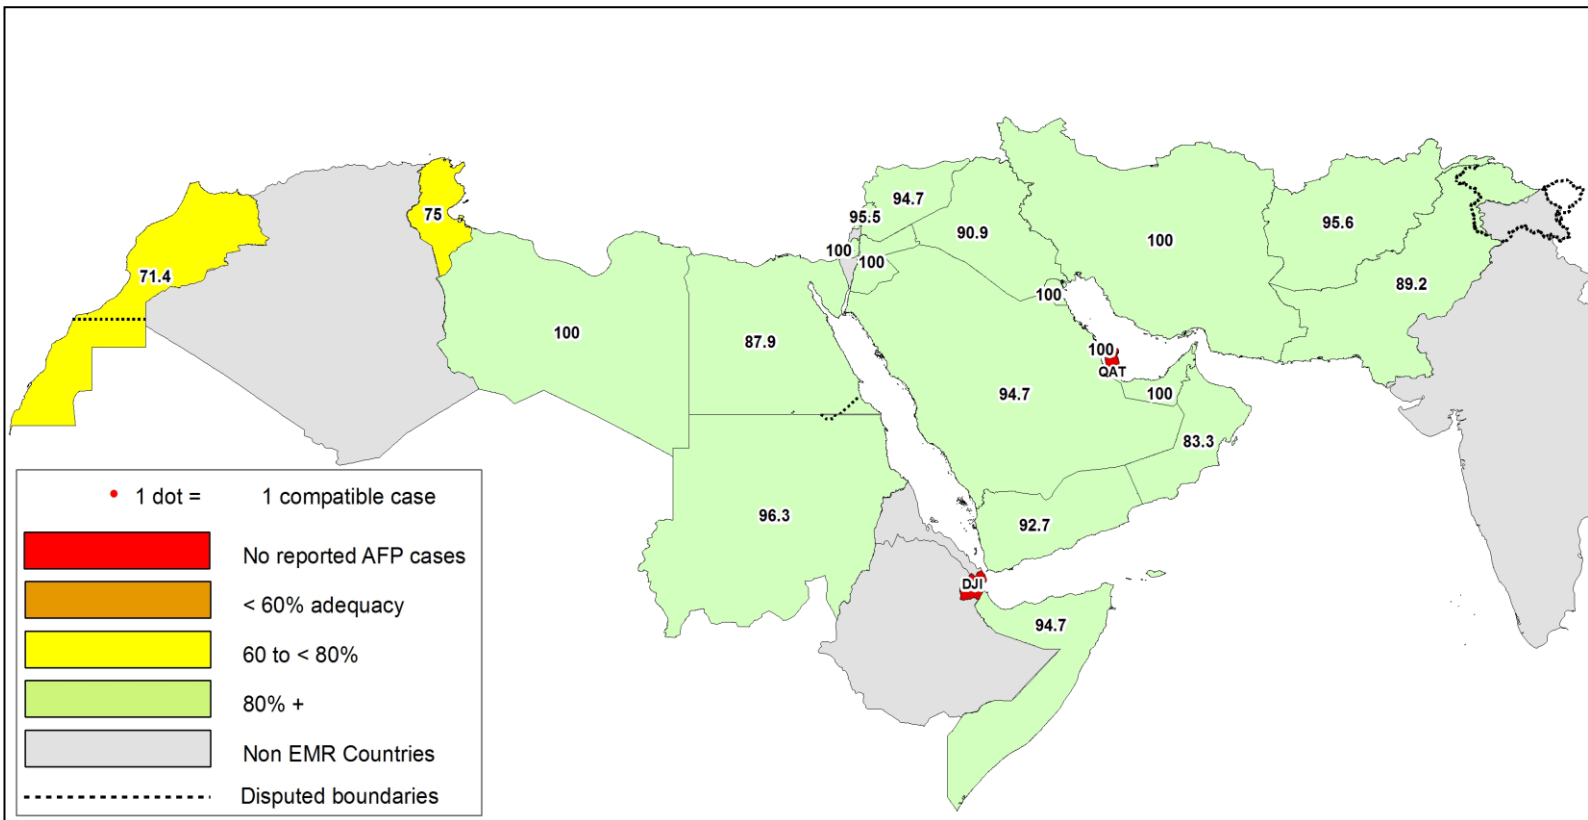 94.7
95.5
90.9
100
95.6
75
100
100
71.4
89.2
100
100
87.9
100
QAT
94.7
100
83.3
96.3
92.7
DJI
94.7
1 dot = 1 compatible case
No reported AFP cases
< 60% adequacy
60 to < 80%
80% +
Non EMR Countries
Disputed boundaries